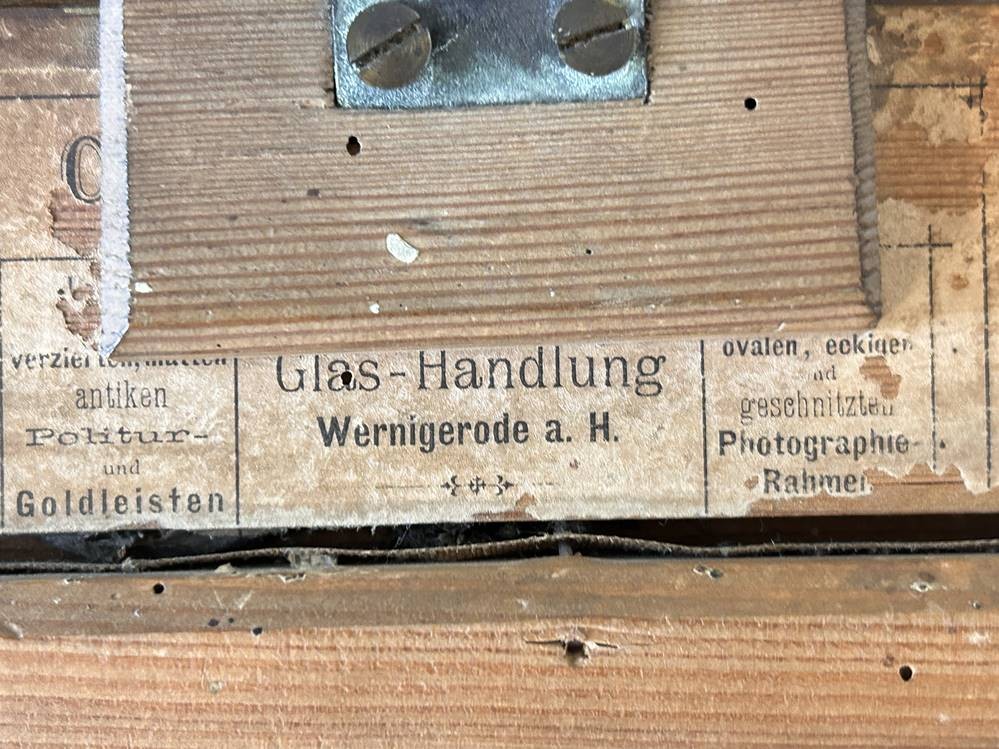 verzierten, matten
antiken
Politur-
und
Goldleisten
Glas-Handlung
Wernigerode a. H.
ovalen, eckigen
und
geschnitzten
Photographie-
Rahmen